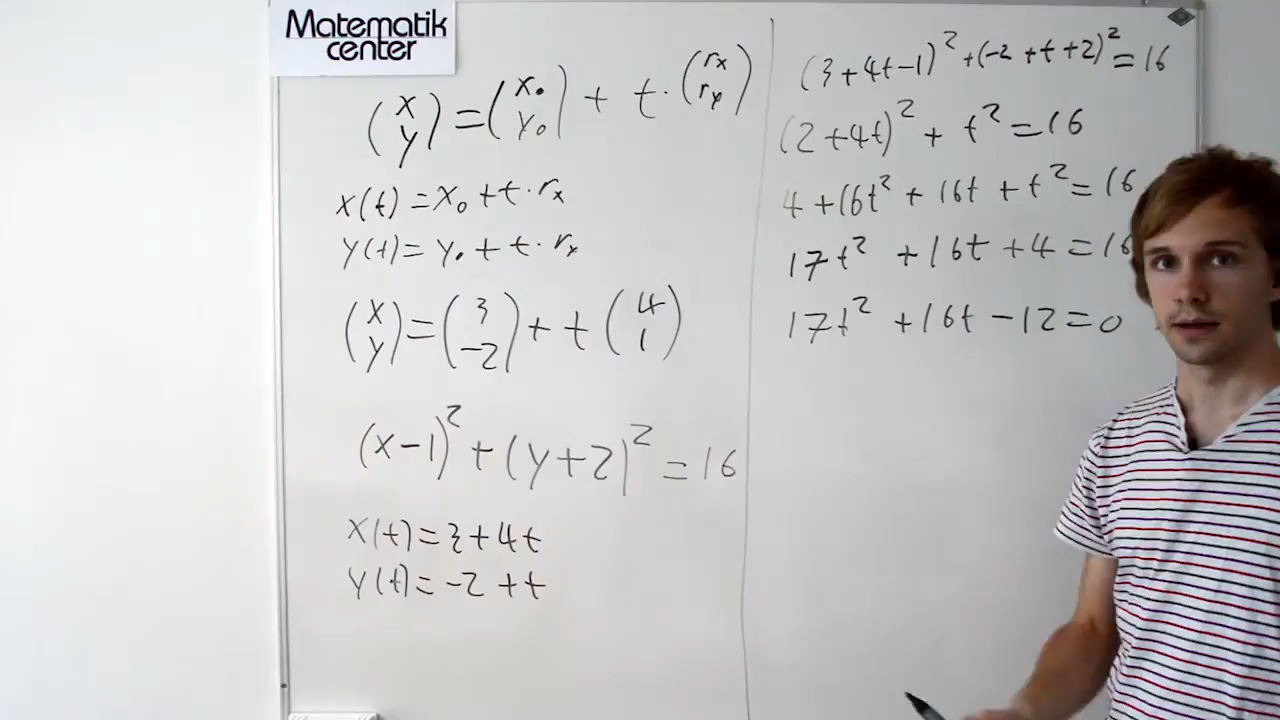 Matematik
center
(x y) = (x₀ y₀) + t · (rx ry)
x(t) = x₀ + t · rx
y(t) = y₀ + t · rx
(x y) = (3 -2) + t (4 1)
(x-1)² + (y+2)² = 16
x(t) = 3 + 4t
y(t) = -2 + t
(3+4t-1)² + (-2+t+2)² = 16
(2+4t)² + t² = 16
4 + 16t² + 16t + t² = 16
17t² + 16t + 4 = 16
17t² + 16t - 12 = 0